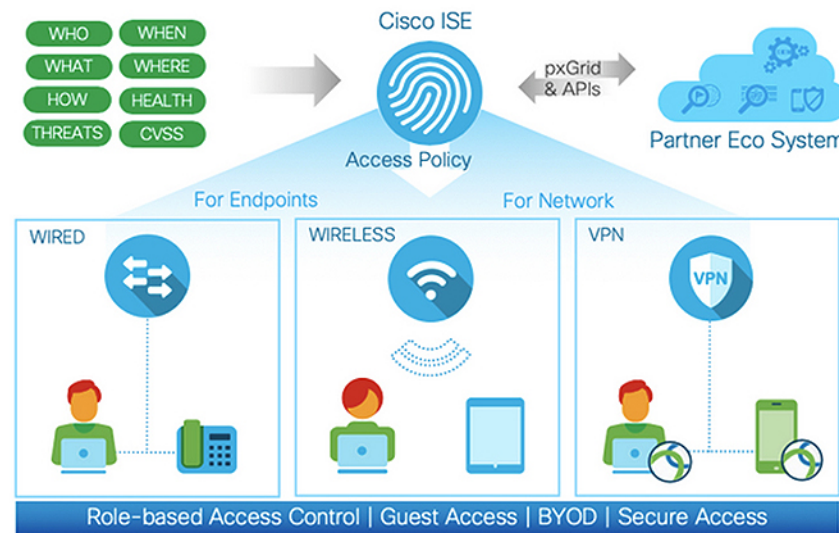 WHO
WHEN
WHAT
WHERE
HOW
HEALTH
THREATS
CVSS
Cisco ISE
pxGrid
& APIs
Partner Eco System
Access Policy
For Endpoints
For Network
WIRED
WIRELESS
VPN
VPN
Role-based Access Control | Guest Access | BYOD | Secure Access